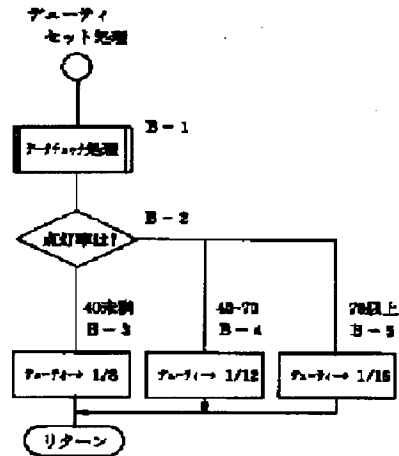 デューティ
セット処理
B－1
データチェック処理
B－2
点灯率は?
40未満
B－3
40-70
B－4
70以上
B－5
デューティ→ 1/8
デューティ→ 1/12
デューティ→ 1/16
リターン